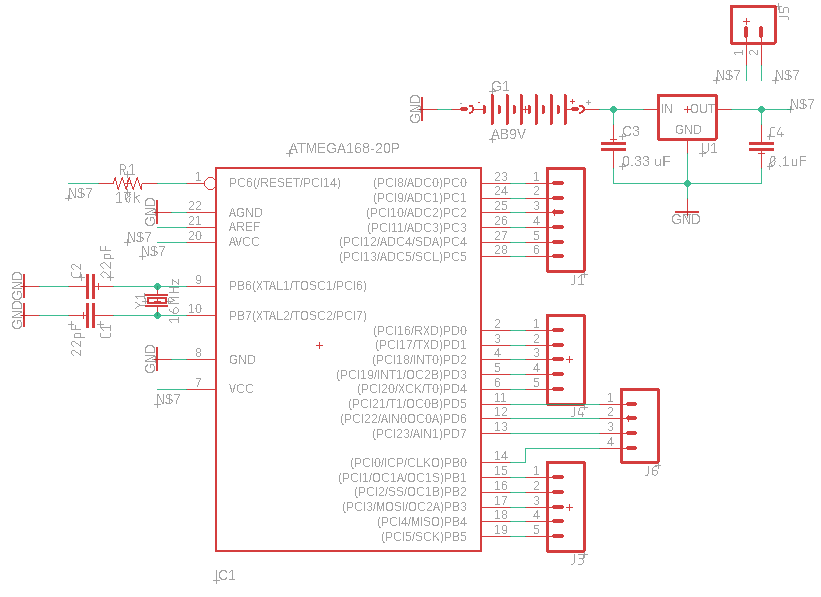 J5
1 2
N$7 N$7
G1
GND
- + +
AB9V
IN OUT
GND
U1
N$7
C3
0.33 uF
C4
0.1uF
GND
ATMEGA168-20P
R1
10k
N$7
1 PC6(/RESET/PCI14)
GND 22 AGND
21 AREF
N$7 20 AVCC
N$7
GND C2 22pF 9 PB6(XTAL1/TOSC1/PCI6)
Y1 16MHz
GND 22pF C1 10 PB7(XTAL2/TOSC2/PCI7)
GND 8 GND
7 VCC
N$7
(PCI8/ADC0)PC0 23 1
(PCI9/ADC1)PC1 24 2
(PCI10/ADC2)PC2 25 3
(PCI11/ADC3)PC3 26 4
(PCI12/ADC4/SDA)PC4 27 5
(PCI13/ADC5/SCL)PC5 28 6
J1
(PCI16/RXD)PD0 2 1
(PCI17/TXD)PD1 3 2
(PCI18/INT0)PD2 4 3
(PCI19/INT1/OC2B)PD3 5 4
(PCI20/XCK/T0)PD4 6 5
J4
(PCI21/T1/OC0B)PD5 11 1
(PCI22/AIN0OC0A)PD6 12 2
(PCI23/AIN1)PD7 13 3
(PCI0/ICP/CLKO)PB0 14 4
J6
(PCI1/OC1A/OC1S)PB1 15 1
(PCI2/SS/OC1B)PB2 16 2
(PCI3/MOSI/OC2A)PB3 17 3
(PCI4/MISO)PB4 18 4
(PCI5/SCK)PB5 19 5
J3
IC1